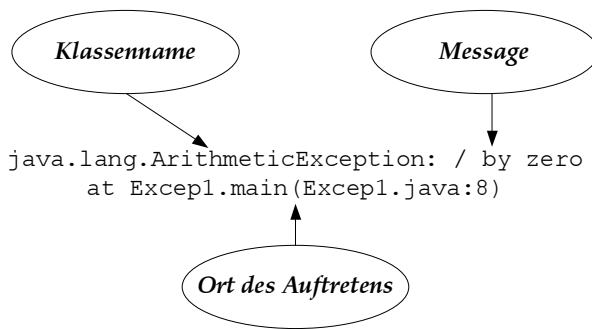 Klassenname
Message
java.lang.ArithmeticException: / by zero
at Excep1.main(Excep1.java:8)
Ort des Auftretens